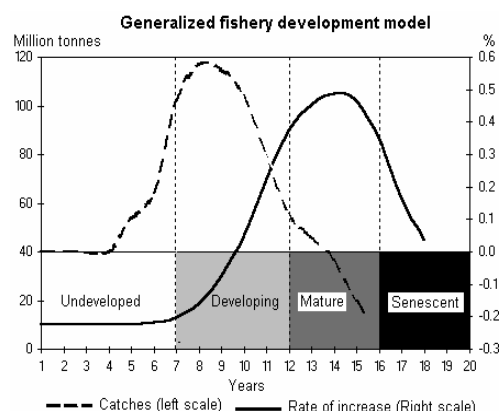 Generalized fishery development model
Million tonnes %
120 0.6
100 0.5
80 0.4
60 0.3
40 0.2
20 0.1
0 0.0
-0.1
-0.2
-0.3
Undeveloped Developing Mature Senescent
1 2 3 4 5 6 7 8 9 10 11 12 13 14 15 16 17 18 19 20
Years
Catches (left scale) Rate of increase (Right scale)